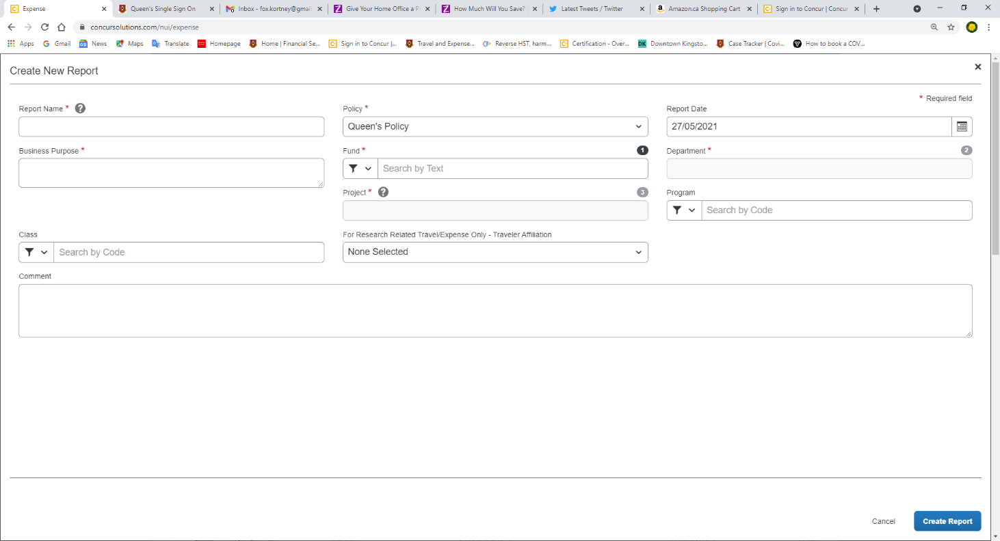 Expense
Queen's Single Sign On
Inbox - fox.kortney@gmail
Give Your Home Office a P
How Much Will You Save?
Latest Tweets / Twitter
Amazon.ca Shopping Cart
Sign in to Concur | Concur
concursolutions.com/nui/expense
Apps
Gmail
News
Maps
Translate
Homepage
Home | Financial Se...
Sign in to Concur |...
Travel and Expense...
Reverse HST, harm...
Certification - Over...
DK Downtown Kingsto...
Case Tracker | Covi...
How to book a COV...
Create New Report
* Required field
Report Name * ?
Policy *
Queen's Policy
Report Date
27/05/2021
Business Purpose *
Fund * 1
Search by Text
Department * 2
Project * ? 3
Program
Search by Code
Class
Search by Code
For Research Related Travel/Expense Only - Traveler Affiliation
None Selected
Comment
Cancel
Create Report